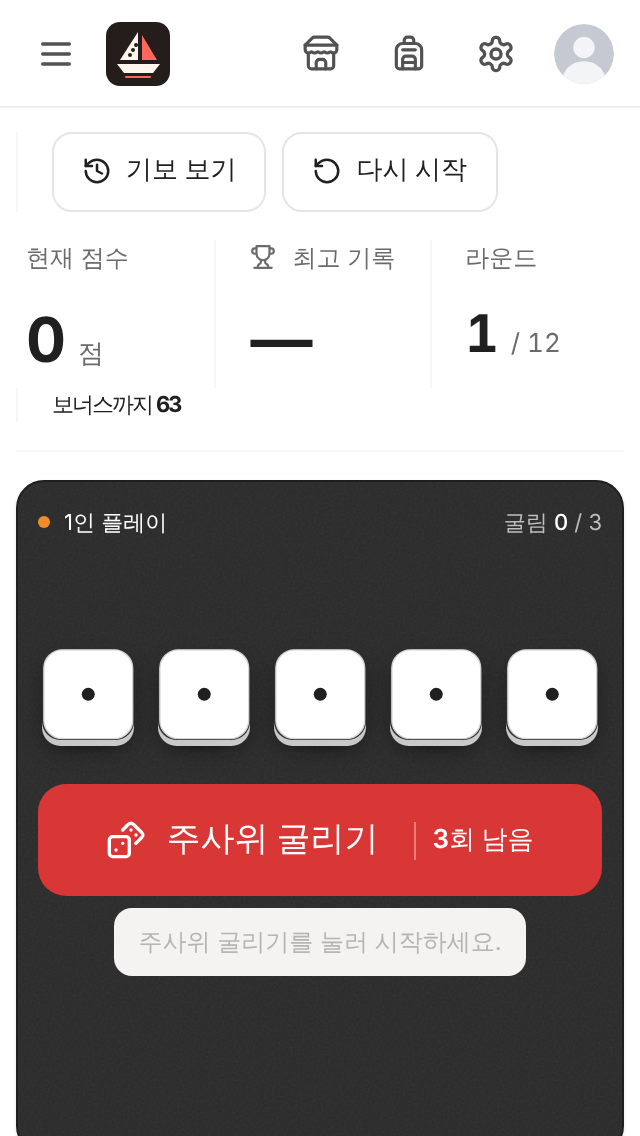 기보 보기 다시 시작
현재 점수 최고 기록 라운드
0 점 — 1 / 12
보너스까지 63
1인 플레이 굴림 0 / 3
주사위 굴리기 3회 남음
주사위 굴리기를 눌러 시작하세요.